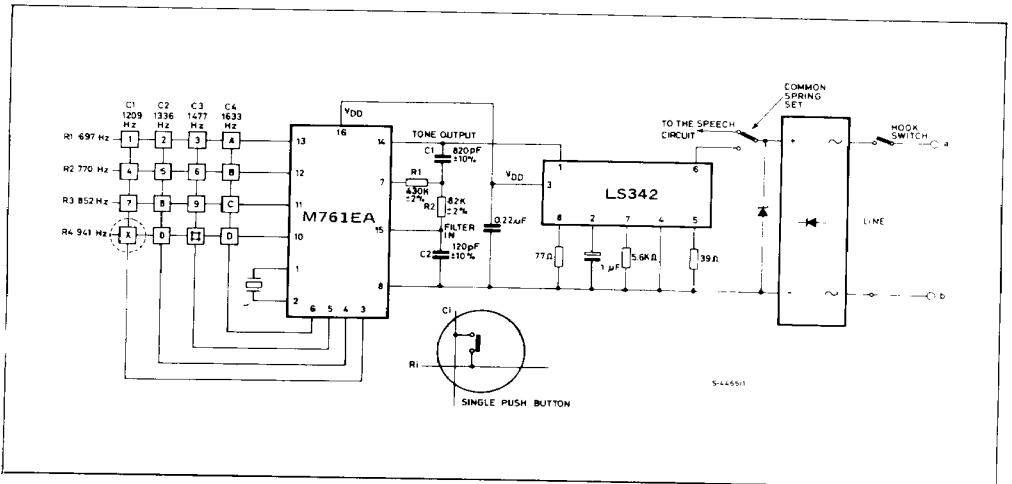 C1 C2 C3 C4
1209 1336 1477 1633
Hz Hz Hz Hz
R1 697 Hz 1 2 3 A
R2 770 Hz 4 5 6 B
R3 852 Hz 7 8 9 C
R4 941 Hz X 0 D
M761EA
16
VDD
13
12
11
10
1
2
6 5 4 3
14
7
15
8
TONE OUTPUT
C1 820pF
±10%
R1
430K
±2%
R2 82K
±2%
FILTER
IN
C2 120pF
±10%
VDD
0.22µF
LS342
1
3
6
8 2 7 4 5
77Ω
1 µF
5.6KΩ
39Ω
TO THE SPEECH
CIRCUIT
COMMON
SPRING
SET
HOOK
SWITCH
+ ~
a
LINE
- ~
b
Ci
Ri
SINGLE PUSH BUTTON
S-4465/1